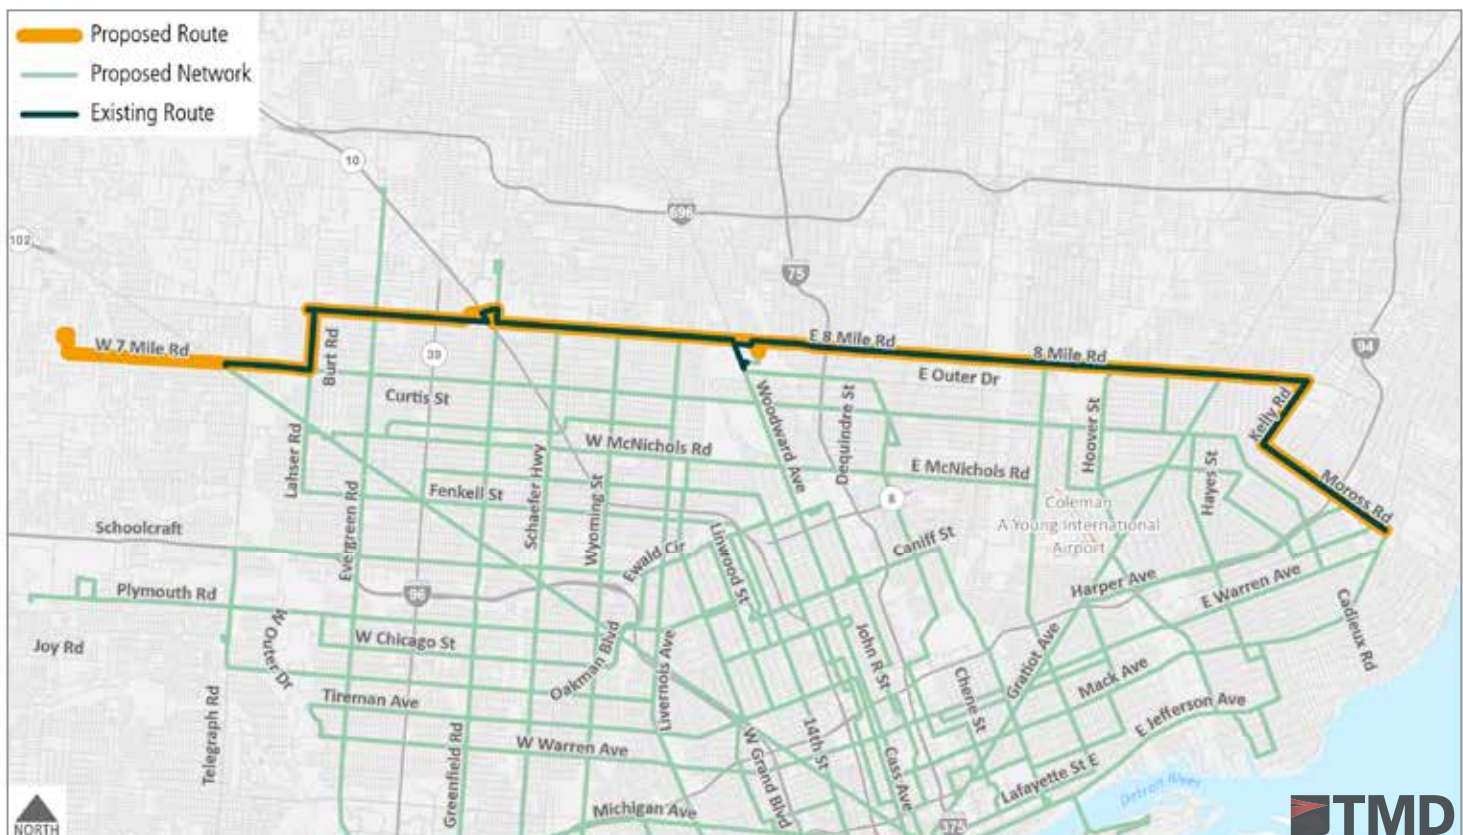 Proposed Route
Proposed Network
Existing Route
10
696
102
75
W 7 Mile Rd
Burt Rd
39
E 8 Mile Rd
8 Mile Rd
94
E Outer Dr
Curtis St
Woodward Ave
Dequindre St
Kelly Rd
Lahser Rd
W McNichols Rd
E McNichols Rd
Hoover St
Hayes St
Moross Rd
Evergreen Rd
Fenkell St
Schaefer Hwy
Wyoming St
8
Coleman
A Young International
Airport
Schoolcraft
Ewald Cir
Linwood St
Caniff St
Plymouth Rd
96
Harper Ave
E Warren Ave
Joy Rd
W Outer Dr
W Chicago St
Oakman Blvd
Livernois Ave
John R St
Chene St
Gratiot Ave
Mack Ave
Cadieux Rd
Telegraph Rd
Tireman Ave
E Jefferson Ave
Greenfield Rd
W Warren Ave
W Grand Blvd
14th St
Cass Ave
Lafayette St E
Detroit River
Michigan Ave
375
NORTH
TMD